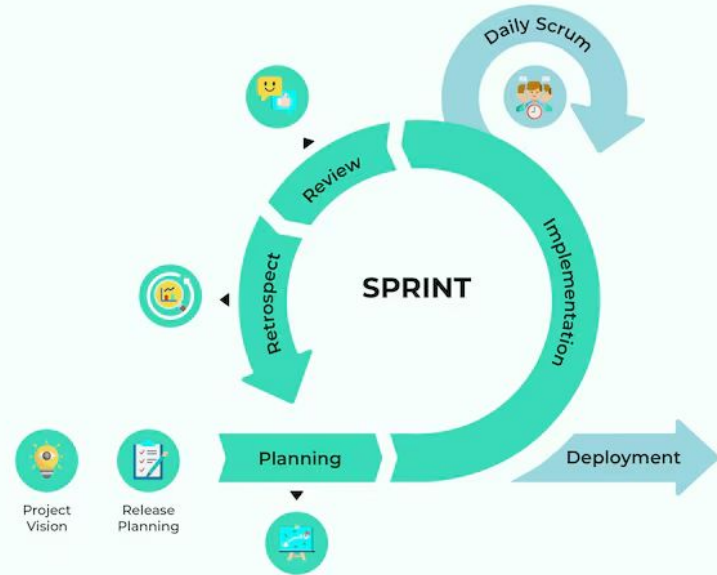 Daily Scrum
Review
Implementation
Retrospect
SPRINT
Planning
Deployment
Project
Vision
Release
Planning